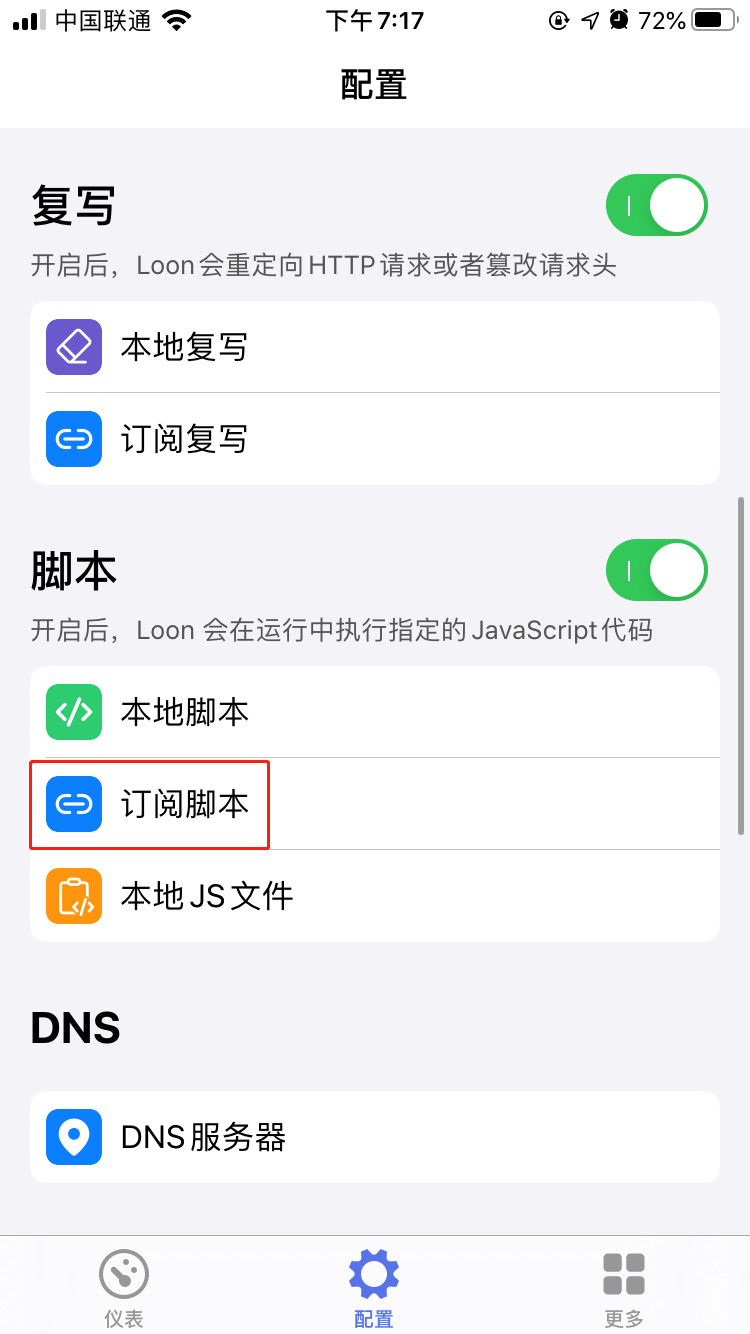 中国联通 下午7:17 72%
配置
复写
开启后，Loon会重定向HTTP请求或者篡改请求头
本地复写
订阅复写
脚本
开启后，Loon 会在运行中执行指定的JavaScript代码
本地脚本
订阅脚本
本地JS文件
DNS
DNS服务器
仪表 配置 更多